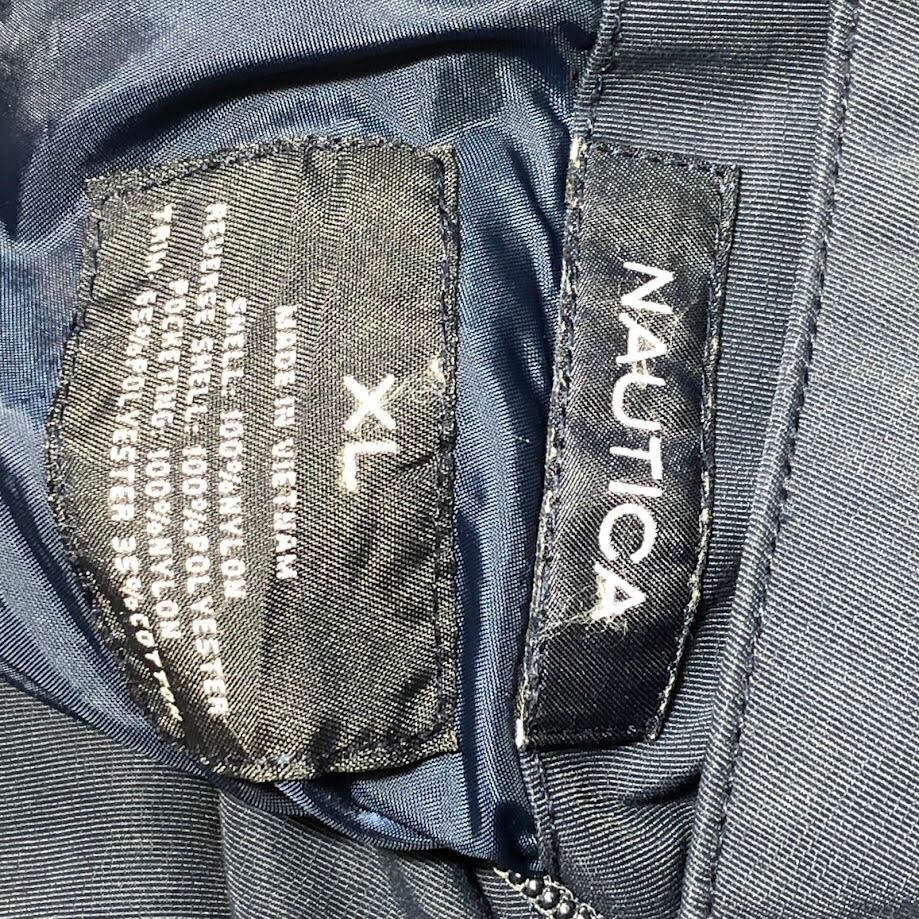 NAUTICA
XL
MADE IN VIETNAM
SHELL: 100%NYLON
REVERSE SHELL: 100%POLYESTER
POCKETING: 100%NYLON
TRIM 65%POLYESTER 35%COTTON